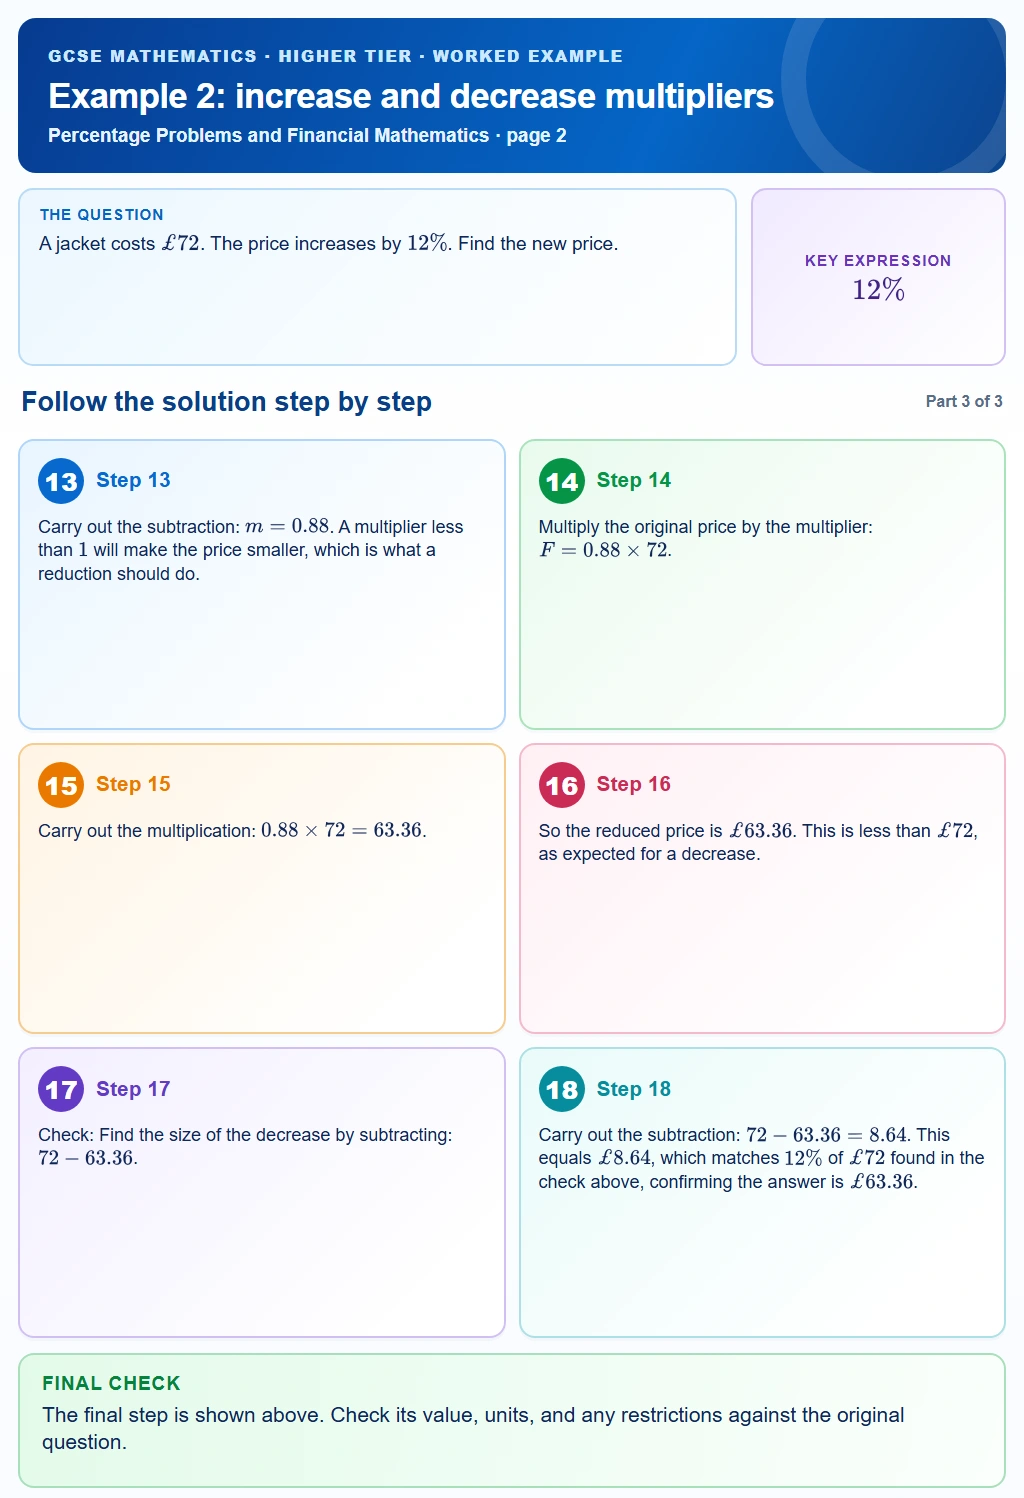 GCSE MATHEMATICS · HIGHER TIER · WORKED EXAMPLE
Example 2: increase and decrease multipliers
Percentage Problems and Financial Mathematics · page 2
THE QUESTION
A jacket costs £72. The price increases by 12%. Find the new price.
KEY EXPRESSION
12%
Follow the solution step by step
Part 3 of 3
13 Step 13
Carry out the subtraction: m = 0.88. A multiplier less
than 1 will make the price smaller, which is what a
reduction should do.
14 Step 14
Multiply the original price by the multiplier:
F = 0.88 × 72.
15 Step 15
Carry out the multiplication: 0.88 × 72 = 63.36.
16 Step 16
So the reduced price is £63.36. This is less than £72,
as expected for a decrease.
17 Step 17
Check: Find the size of the decrease by subtracting:
72 − 63.36.
18 Step 18
Carry out the subtraction: 72 − 63.36 = 8.64. This
equals £8.64, which matches 12% of £72 found in the
check above, confirming the answer is £63.36.
FINAL CHECK
The final step is shown above. Check its value, units, and any restrictions against the original
question.